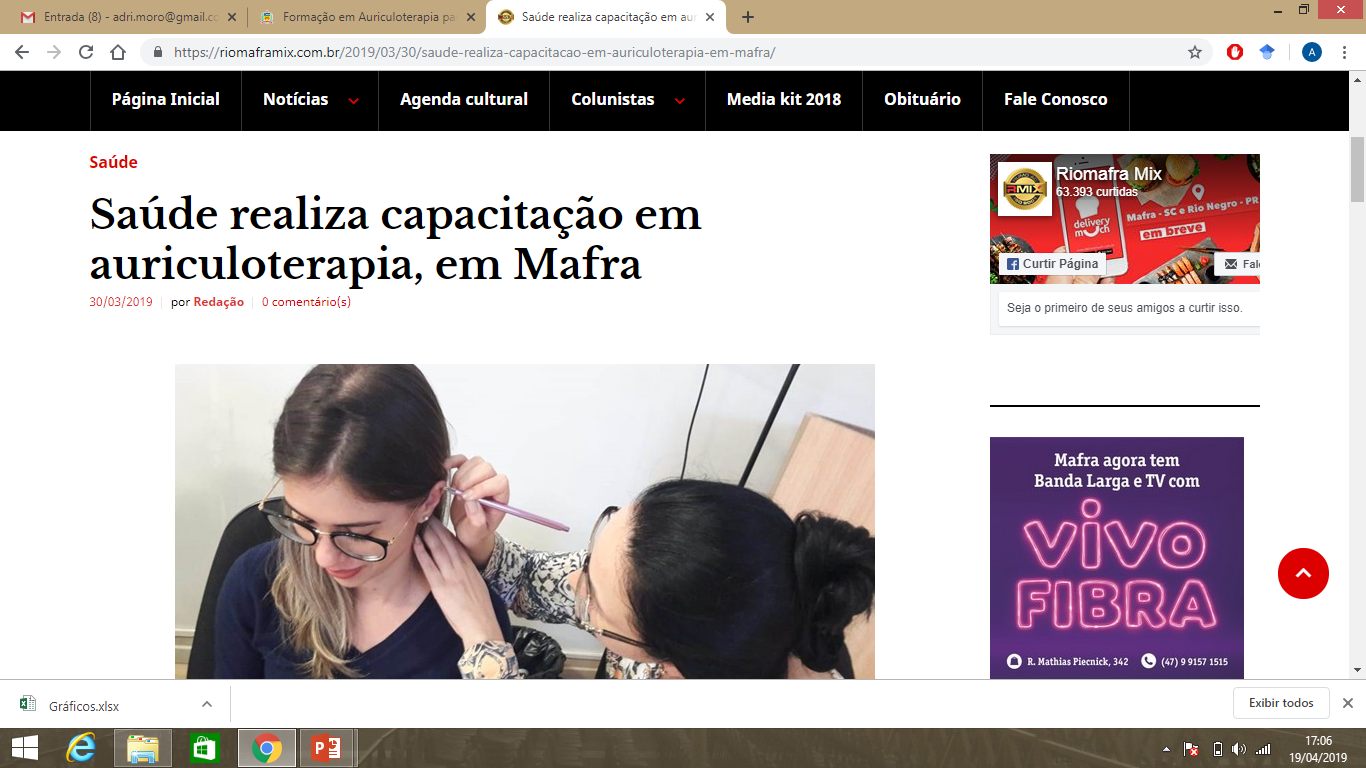 Entrada (8) - adri.moro@gmail.co
Formação em Auriculoterapia pa
Saúde realiza capacitação em au
https://riomaframix.com.br/2019/03/30/saude-realiza-capacitacao-em-auriculoterapia-em-mafra/
A
Página Inicial
Notícias
Agenda cultural
Colunistas
Media kit 2018
Obituário
Fale Conosco
Saúde
Saúde realiza capacitação em
auriculoterapia, em Mafra
30/03/2019
por Redação
0 comentário(s)
RMIX
Riomafra Mix
63.393 curtidas
delivery
much
Mafra - SC e Rio Negro - PR
em breve
Curtir Página
Fale
Seja o primeiro de seus amigos a curtir isso.
Mafra agora tem
Banda Larga e TV com
VIVO
FIBRA
R. Mathias Piecnick, 342
(47) 9 9157 1515
Gráficos.xlsx
Exibir todos
17:06
19/04/2019